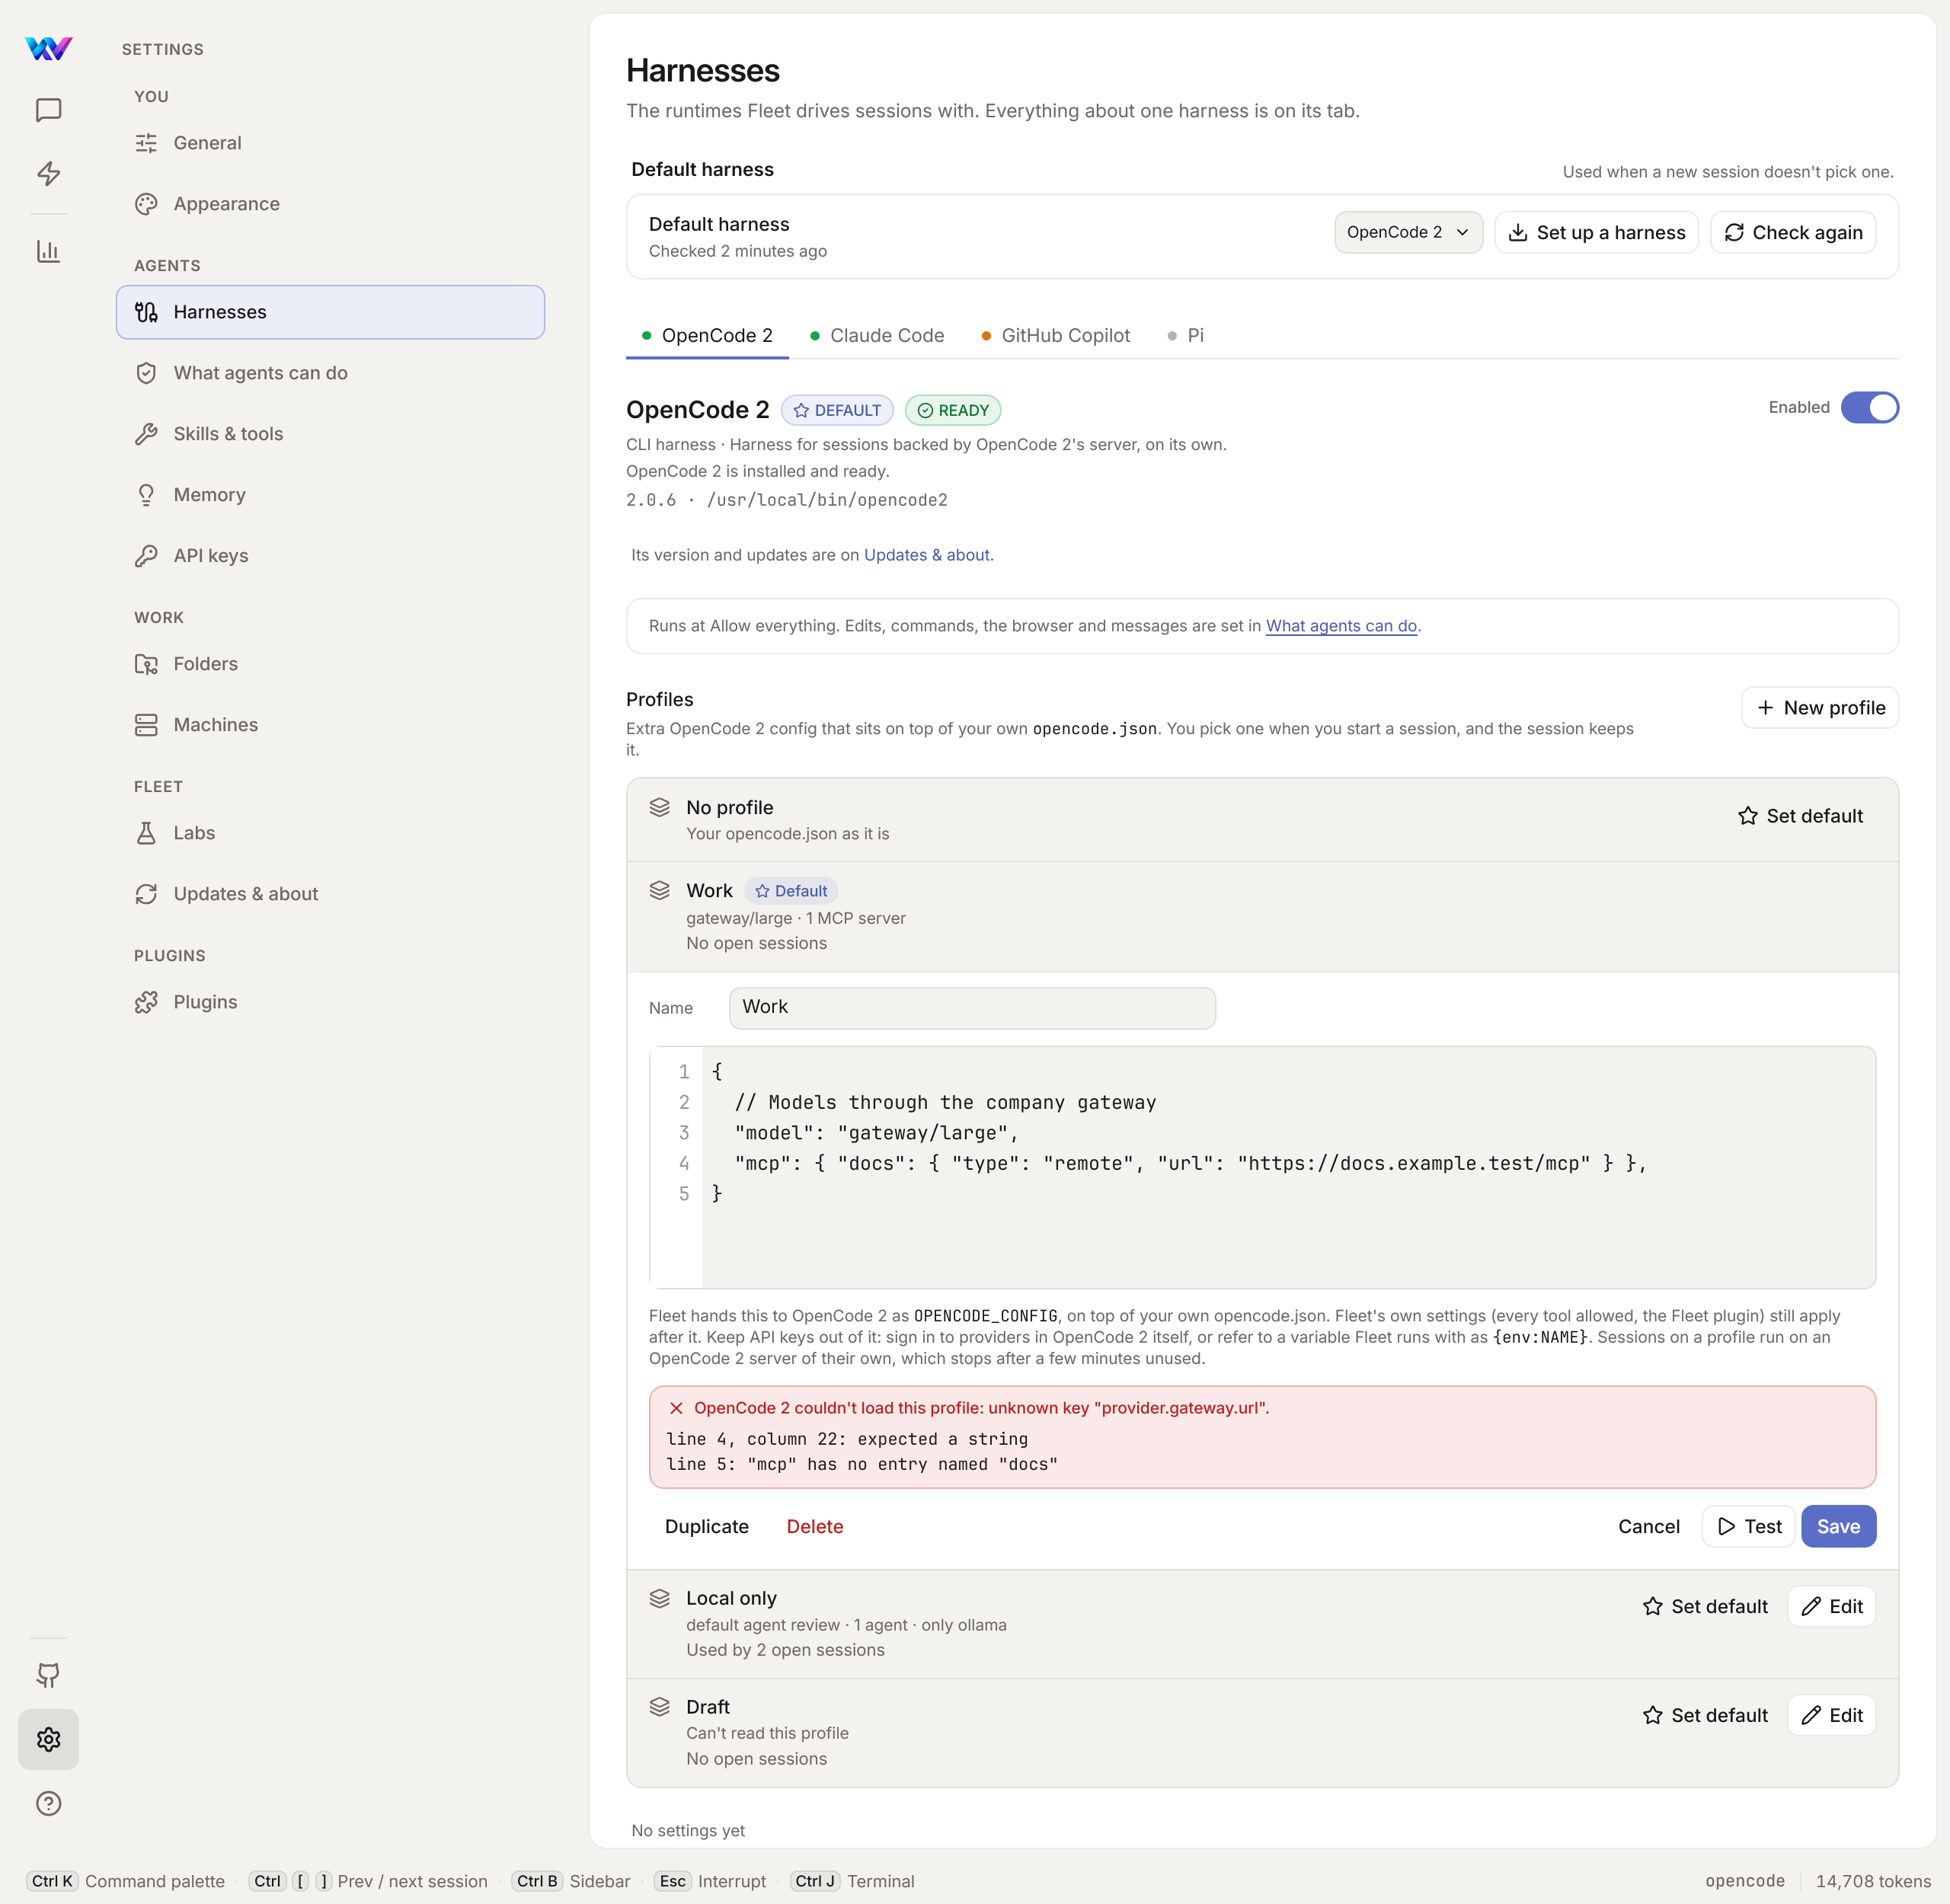 SETTINGS
YOU
General
Appearance
AGENTS
Harnesses
What agents can do
Skills & tools
Memory
API keys
WORK
Folders
Machines
FLEET
Labs
Updates & about
PLUGINS
Plugins
Harnesses
The runtimes Fleet drives sessions with. Everything about one harness is on its tab.
Default harness
Used when a new session doesn't pick one.
Default harness
Checked 2 minutes ago
OpenCode 2
Set up a harness
Check again
OpenCode 2
Claude Code
GitHub Copilot
Pi
OpenCode 2 DEFAULT READY
Enabled
CLI harness · Harness for sessions backed by OpenCode 2's server, on its own.
OpenCode 2 is installed and ready.
2.0.6 · /usr/local/bin/opencode2
Its version and updates are on Updates & about.
Runs at Allow everything. Edits, commands, the browser and messages are set in What agents can do.
Profiles
New profile
Extra OpenCode 2 config that sits on top of your own opencode.json. You pick one when you start a session, and the session keeps
it.
No profile
Your opencode.json as it is
Set default
Work Default
gateway/large · 1 MCP server
No open sessions
Name Work
1 {
2 // Models through the company gateway
3 "model": "gateway/large",
4 "mcp": { "docs": { "type": "remote", "url": "https://docs.example.test/mcp" } },
5 }
Fleet hands this to OpenCode 2 as OPENCODE_CONFIG, on top of your own opencode.json. Fleet's own settings (every tool allowed, the Fleet plugin) still apply
after it. Keep API keys out of it: sign in to providers in OpenCode 2 itself, or refer to a variable Fleet runs with as {env:NAME}. Sessions on a profile run on an
OpenCode 2 server of their own, which stops after a few minutes unused.
OpenCode 2 couldn't load this profile: unknown key "provider.gateway.url".
line 4, column 22: expected a string
line 5: "mcp" has no entry named "docs"
Duplicate Delete Cancel Test Save
Local only
default agent review · 1 agent · only ollama
Used by 2 open sessions
Set default Edit
Draft
Can't read this profile
No open sessions
Set default Edit
No settings yet
Ctrl K Command palette · Ctrl [ ] Prev / next session · Ctrl B Sidebar · Esc Interrupt · Ctrl J Terminal
opencode 14,708 tokens